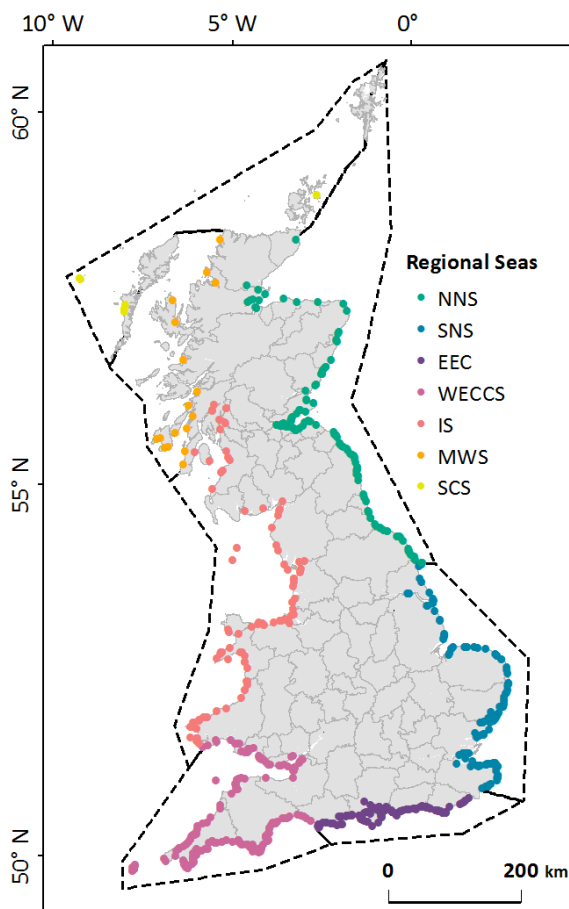 10° W 5° W 0°
60° N
Regional Seas
NNS
SNS
EEC
WECCS
IS
MWS
SCS
55° N
50° N
0 200 km